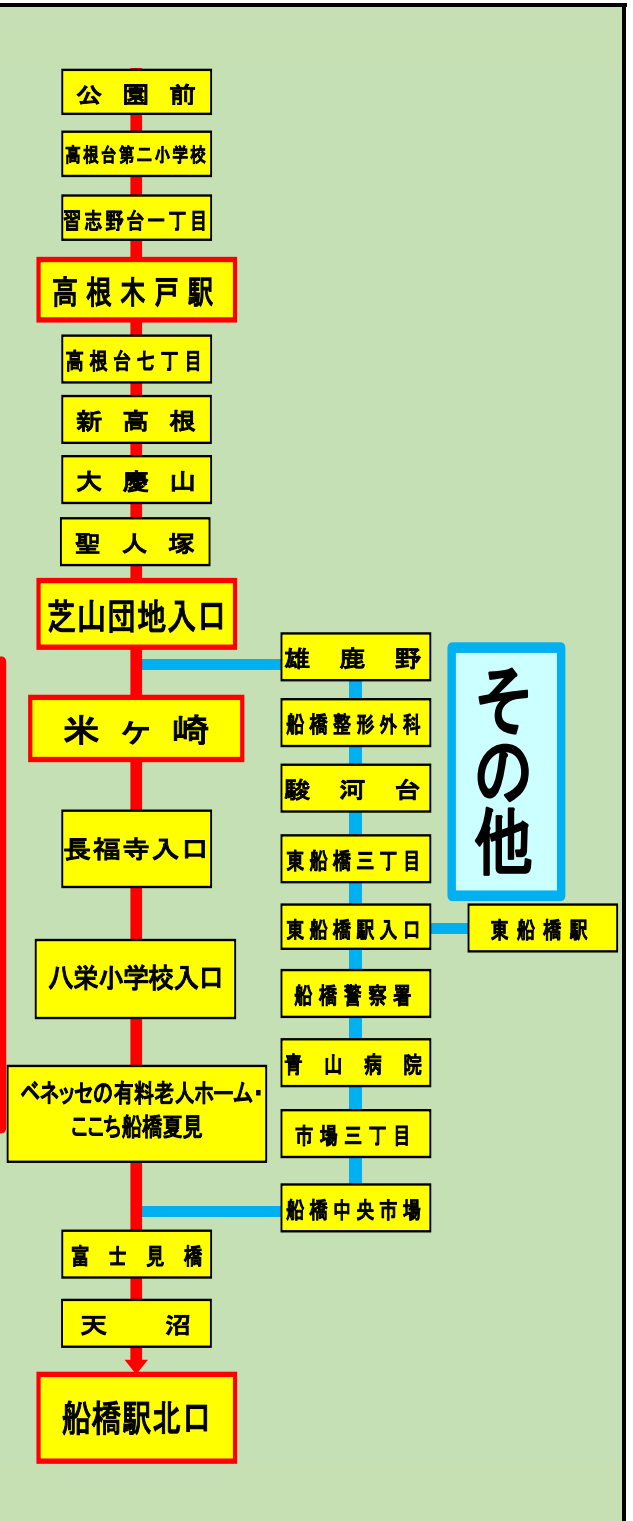 公園前
高根台第二小学校
習志野台一丁目
高根木戸駅
高根台七丁目
新高根
大慶山
聖人塚
芝山団地入口
米ヶ崎
長福寺入口
八栄小学校入口
ベネッセの有料老人ホーム・
ここち船橋夏見
富士見橋
天沼
船橋駅北口
雄鹿野
船橋整形外科
駿河台
東船橋三丁目
東船橋駅入口
東船橋駅
船橋警察署
青山病院
市場三丁目
船橋中央市場
その他